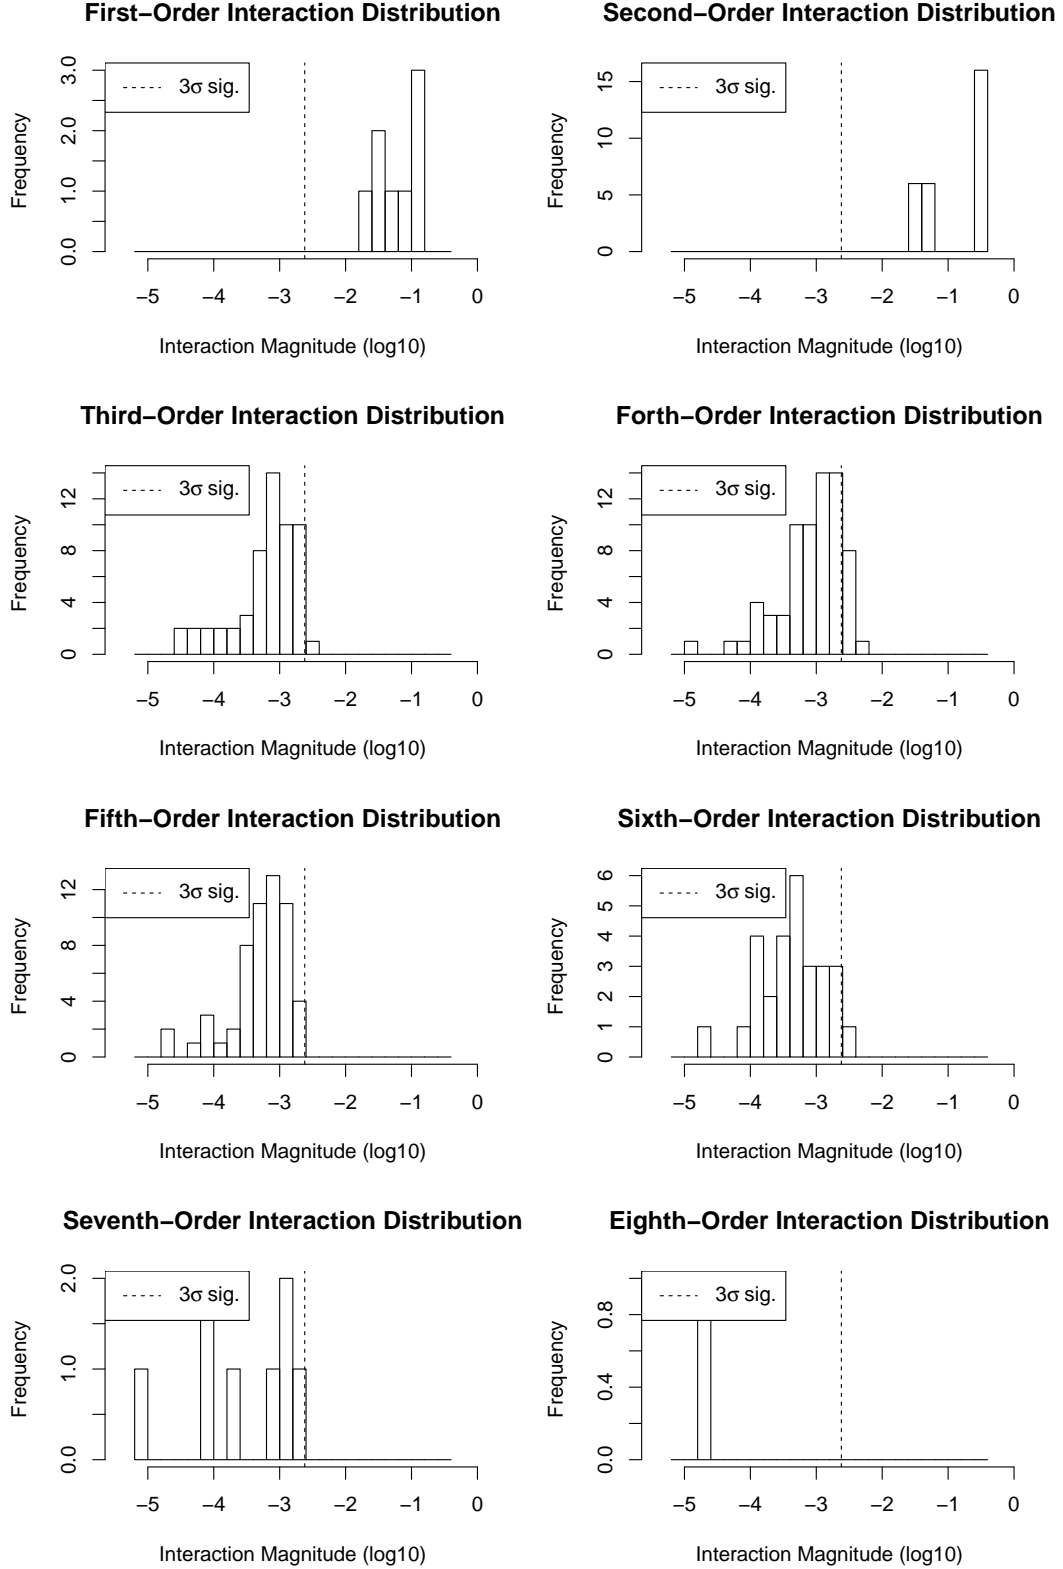 First−Order Interaction Distribution
3σ sig.
Frequency
0.0 1.0 2.0 3.0
−5 −4 −3 −2 −1 0
Interaction Magnitude (log10)
Second−Order Interaction Distribution
3σ sig.
Frequency
0 5 10 15
−5 −4 −3 −2 −1 0
Interaction Magnitude (log10)
Third−Order Interaction Distribution
3σ sig.
Frequency
0 4 8 12
−5 −4 −3 −2 −1 0
Interaction Magnitude (log10)
Forth−Order Interaction Distribution
3σ sig.
Frequency
0 4 8 12
−5 −4 −3 −2 −1 0
Interaction Magnitude (log10)
Fifth−Order Interaction Distribution
3σ sig.
Frequency
0 4 8 12
−5 −4 −3 −2 −1 0
Interaction Magnitude (log10)
Sixth−Order Interaction Distribution
3σ sig.
Frequency
0 1 2 3 4 5 6
−5 −4 −3 −2 −1 0
Interaction Magnitude (log10)
Seventh−Order Interaction Distribution
3σ sig.
Frequency
0.0 1.0 2.0
−5 −4 −3 −2 −1 0
Interaction Magnitude (log10)
Eighth−Order Interaction Distribution
3σ sig.
Frequency
0.0 0.4 0.8
−5 −4 −3 −2 −1 0
Interaction Magnitude (log10)